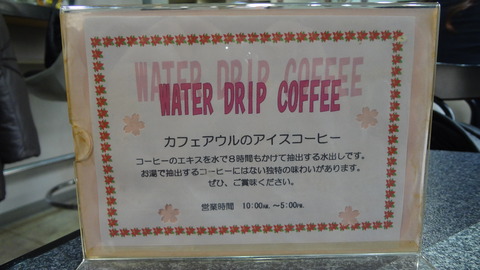 WATER DRIP COFFEE
WATER DRIP COFFEE
カフェアウルのアイスコーヒー
コーヒーのエキスを水で8時間もかけて抽出する水出しです。
お湯で抽出するコーヒーにはない独特の味わいがあります。
ぜひ、ご賞味ください。
営業時間 10:00AM. ~5:00PM.